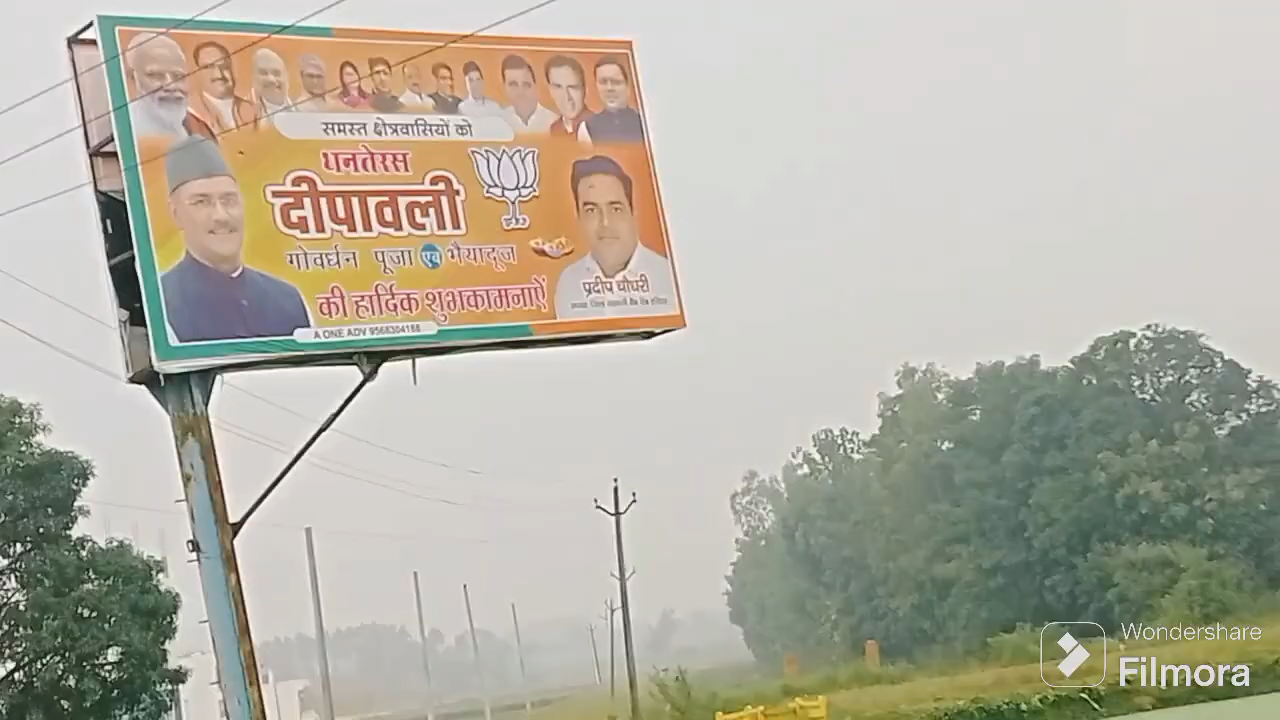 समस्त क्षेत्रवासियों को
धनतेरस
दीपावली
गोवर्धन पूजा एवं भैयादूज
की हार्दिक शुभकामनाऐं
प्रदीप चौधरी
A ONE ADV 9568304188
Wondershare
Filmora